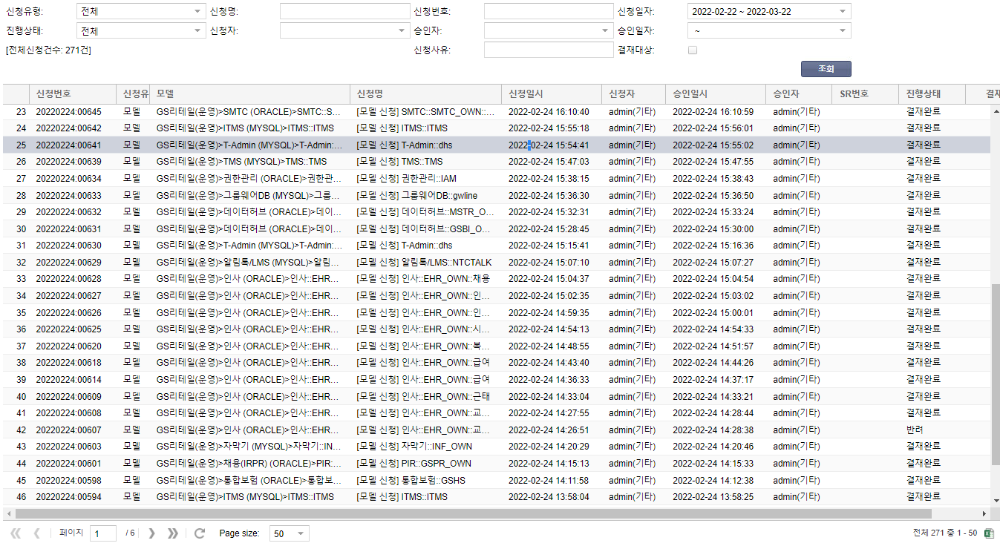 신청유형: 전체 신청명: 신청번호: 신청일자: 2022-02-22 ~ 2022-03-22
진행상태: 전체 신청자: 승인자: 승인일자: ~
[전체신청건수: 271건] 신청사유: 결재대상:
조회
신청번호 신청유 모델 신청명 신청일시 신청자 승인일시 승인자 SR번호 진행상태 결재
23 20220224:00645 모델 GS리테일(운영)>SMTC (ORACLE)>SMTC::S... [모델 신청] SMTC::SMTC_OWN::... 2022-02-24 16:10:40 admin(기타) 2022-02-24 16:10:59 admin(기타) 결재완료
24 20220224:00642 모델 GS리테일(운영)>ITMS (MYSQL)>ITMS::ITMS [모델 신청] ITMS::ITMS 2022-02-24 15:55:18 admin(기타) 2022-02-24 15:56:01 admin(기타) 결재완료
25 20220224:00641 모델 GS리테일(운영)>T-Admin (MYSQL)>T-Admin:... [모델 신청] T-Admin::dhs 2022-02-24 15:54:41 admin(기타) 2022-02-24 15:55:02 admin(기타) 결재완료
26 20220224:00639 모델 GS리테일(운영)>TMS (MYSQL)>TMS::TMS [모델 신청] TMS::TMS 2022-02-24 15:47:03 admin(기타) 2022-02-24 15:47:55 admin(기타) 결재완료
27 20220224:00634 모델 GS리테일(운영)>권한관리 (ORACLE)>권한관... [모델 신청] 권한관리::IAM 2022-02-24 15:38:15 admin(기타) 2022-02-24 15:38:43 admin(기타) 결재완료
28 20220224:00633 모델 GS리테일(운영)>그룹웨어DB (MYSQL)>그룹... [모델 신청] 그룹웨어DB::gwline 2022-02-24 15:36:30 admin(기타) 2022-02-24 15:36:50 admin(기타) 결재완료
29 20220224:00632 모델 GS리테일(운영)>데이터허브 (ORACLE)>데이... [모델 신청] 데이터허브::MSTR_O... 2022-02-24 15:32:31 admin(기타) 2022-02-24 15:33:24 admin(기타) 결재완료
30 20220224:00631 모델 GS리테일(운영)>데이터허브 (ORACLE)>데이... [모델 신청] 데이터허브::GSBI_O... 2022-02-24 15:28:45 admin(기타) 2022-02-24 15:30:00 admin(기타) 결재완료
31 20220224:00630 모델 GS리테일(운영)>T-Admin (MYSQL)>T-Admin:... [모델 신청] T-Admin::dhs 2022-02-24 15:15:41 admin(기타) 2022-02-24 15:16:36 admin(기타) 결재완료
32 20220224:00629 모델 GS리테일(운영)>알림톡/LMS (MYSQL)>알림... [모델 신청] 알림톡/LMS::NTCTALK 2022-02-24 15:07:10 admin(기타) 2022-02-24 15:07:27 admin(기타) 결재완료
33 20220224:00628 모델 GS리테일(운영)>인사 (ORACLE)>인사::EHR... [모델 신청] 인사::EHR_OWN::채용 2022-02-24 15:04:37 admin(기타) 2022-02-24 15:04:54 admin(기타) 결재완료
34 20220224:00627 모델 GS리테일(운영)>인사 (ORACLE)>인사::EHR... [모델 신청] 인사::EHR_OWN::인... 2022-02-24 15:02:35 admin(기타) 2022-02-24 15:03:02 admin(기타) 결재완료
35 20220224:00626 모델 GS리테일(운영)>인사 (ORACLE)>인사::EHR... [모델 신청] 인사::EHR_OWN::인... 2022-02-24 14:59:35 admin(기타) 2022-02-24 15:00:01 admin(기타) 결재완료
36 20220224:00625 모델 GS리테일(운영)>인사 (ORACLE)>인사::EHR... [모델 신청] 인사::EHR_OWN::시... 2022-02-24 14:54:13 admin(기타) 2022-02-24 14:54:33 admin(기타) 결재완료
37 20220224:00620 모델 GS리테일(운영)>인사 (ORACLE)>인사::EHR... [모델 신청] 인사::EHR_OWN::복... 2022-02-24 14:48:55 admin(기타) 2022-02-24 14:51:57 admin(기타) 결재완료
38 20220224:00618 모델 GS리테일(운영)>인사 (ORACLE)>인사::EHR... [모델 신청] 인사::EHR_OWN::급여 2022-02-24 14:43:40 admin(기타) 2022-02-24 14:44:26 admin(기타) 결재완료
39 20220224:00614 모델 GS리테일(운영)>인사 (ORACLE)>인사::EHR... [모델 신청] 인사::EHR_OWN::급여 2022-02-24 14:36:33 admin(기타) 2022-02-24 14:37:17 admin(기타) 결재완료
40 20220224:00609 모델 GS리테일(운영)>인사 (ORACLE)>인사::EHR... [모델 신청] 인사::EHR_OWN::근태 2022-02-24 14:33:04 admin(기타) 2022-02-24 14:33:21 admin(기타) 결재완료
41 20220224:00608 모델 GS리테일(운영)>인사 (ORACLE)>인사::EHR... [모델 신청] 인사::EHR_OWN::교... 2022-02-24 14:27:55 admin(기타) 2022-02-24 14:28:44 admin(기타) 결재완료
42 20220224:00607 모델 GS리테일(운영)>인사 (ORACLE)>인사::EHR... [모델 신청] 인사::EHR_OWN::교... 2022-02-24 14:26:51 admin(기타) 2022-02-24 14:28:38 admin(기타) 반려
43 20220224:00603 모델 GS리테일(운영)>자막기 (MYSQL)>자막기::IN... [모델 신청] 자막기::INF_OWN 2022-02-24 14:20:29 admin(기타) 2022-02-24 14:20:46 admin(기타) 결재완료
44 20220224:00601 모델 GS리테일(운영)>채용(IRPR) (ORACLE)>PIR:... [모델 신청] PIR::GSPR_OWN 2022-02-24 14:15:13 admin(기타) 2022-02-24 14:15:33 admin(기타) 결재완료
45 20220224:00598 모델 GS리테일(운영)>통합보험 (ORACLE)>통합보... [모델 신청] 통합보험::GSHS 2022-02-24 14:11:58 admin(기타) 2022-02-24 14:12:38 admin(기타) 결재완료
46 20220224:00594 모델 GS리테일(운영)>ITMS (MYSQL)>ITMS::ITMS [모델 신청] ITMS::ITMS 2022-02-24 13:58:04 admin(기타) 2022-02-24 13:58:25 admin(기타) 결재완료
페이지 1 / 6 Page size: 50 전체 271 중 1 - 50